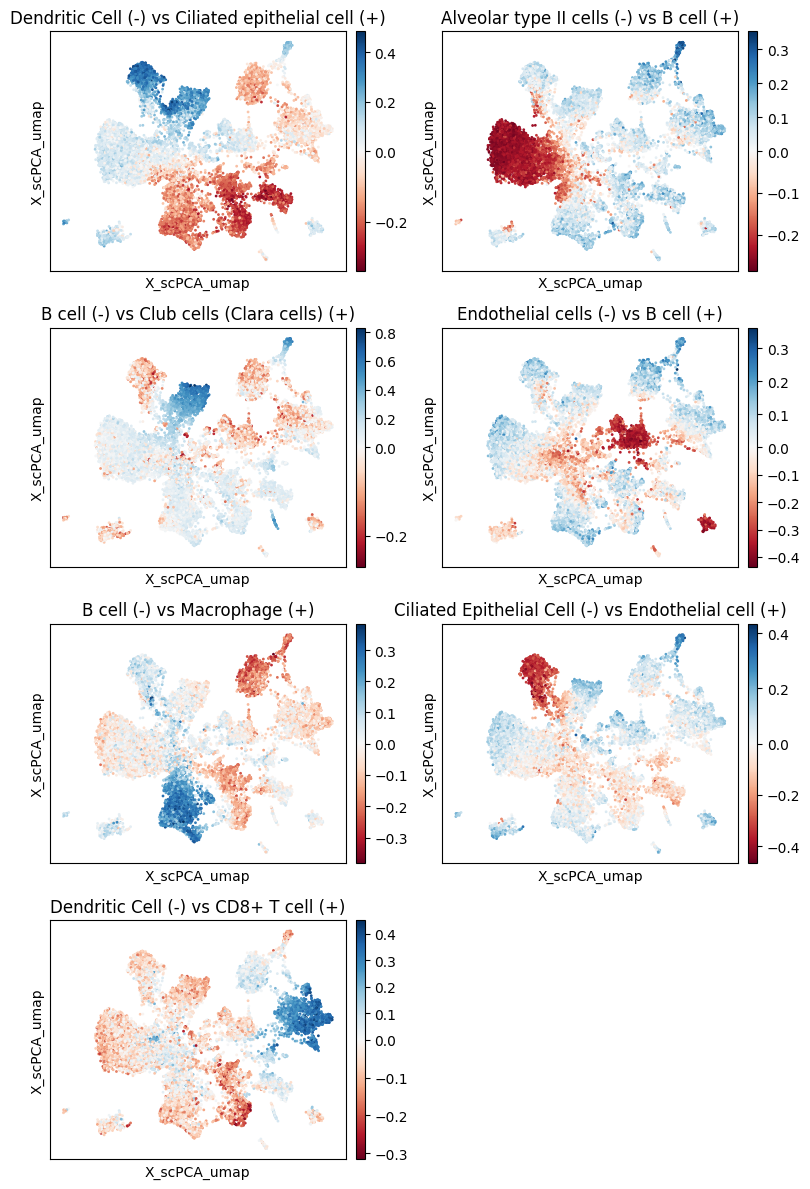 Dendritic Cell (-) vs Ciliated epithelial cell (+)
X_scPCA_umap
X_scPCA_umap
0.4
0.2
0.0
−0.2
Alveolar type II cells (-) vs B cell (+)
X_scPCA_umap
X_scPCA_umap
0.3
0.2
0.1
0.0
−0.1
−0.2
B cell (-) vs Club cells (Clara cells) (+)
X_scPCA_umap
X_scPCA_umap
0.8
0.6
0.4
0.2
0.0
−0.2
Endothelial cells (-) vs B cell (+)
X_scPCA_umap
X_scPCA_umap
0.3
0.2
0.1
0.0
−0.1
−0.2
−0.3
−0.4
B cell (-) vs Macrophage (+)
X_scPCA_umap
X_scPCA_umap
0.3
0.2
0.1
0.0
−0.1
−0.2
−0.3
Ciliated Epithelial Cell (-) vs Endothelial cell (+)
X_scPCA_umap
X_scPCA_umap
0.4
0.2
0.0
−0.2
−0.4
Dendritic Cell (-) vs CD8+ T cell (+)
X_scPCA_umap
X_scPCA_umap
0.4
0.3
0.2
0.1
0.0
−0.1
−0.2
−0.3